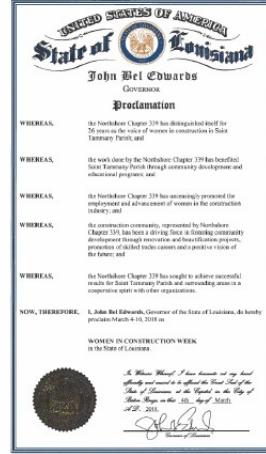 UNITED STATES OF AMERICA
State of Louisiana
John Bel Edwards
GOVERNOR
Proclamation
WHEREAS, the Northshore Chapter 339 has distinguished itself for
26 years as the voice of women in construction in Saint
Tammany Parish; and
WHEREAS, the work done by the Northshore Chapter 339 has benefited
Saint Tammany Parish through community development and
educational programs; and
WHEREAS, the Northshore Chapter 339 has unceasingly promoted the
employment and advancement of women in the construction
industry; and
WHEREAS, the construction community, represented by Northshore
Chapter 339, has been a driving force in fostering community
development through renovation and beautification projects,
promotion of skilled trades careers and a positive vision of
the future; and
WHEREAS, the Northshore Chapter 339 has sought to achieve successful
results for Saint Tammany Parish and surrounding areas in a
cooperative spirit with other organizations.
NOW, THEREFORE, I, John Bel Edwards, Governor of the State of Louisiana, do hereby
proclaim March 4-10, 2018 as
WOMEN IN CONSTRUCTION WEEK
in the State of Louisiana.
In Witness Whereof, I have hereunto set my hand
officially and caused to be affixed the Great Seal of the
State of Louisiana, at the Capitol, in the City of
Baton Rouge, on this 4th day of March
A.D., 2018.
Governor of Louisiana